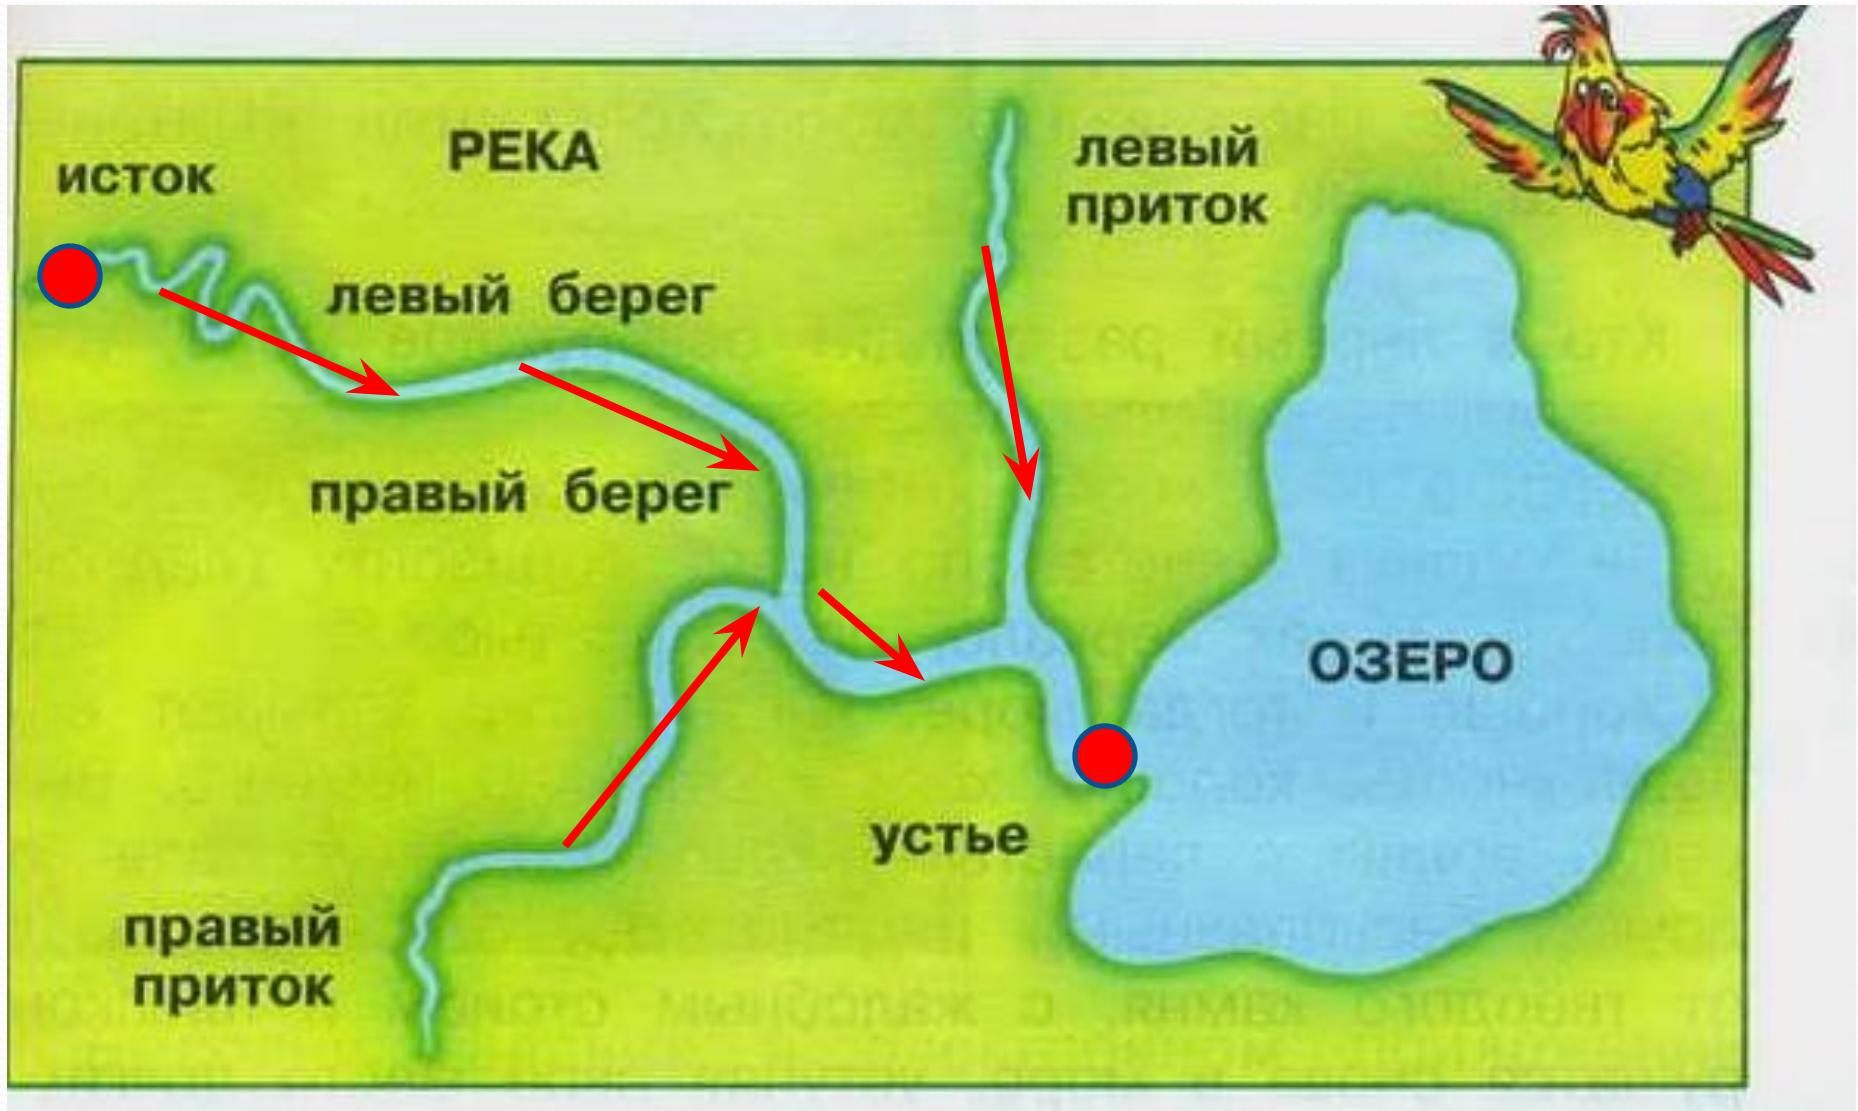 РЕКА
исток
левый
приток
левый берег
правый берег
ОЗЕРО
устье
правый
приток